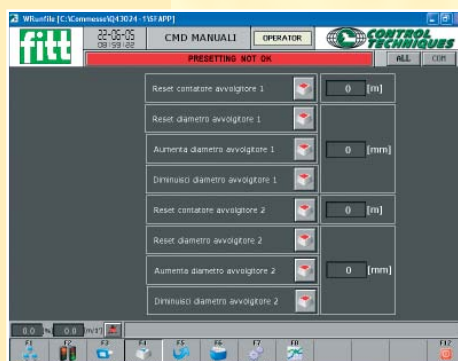 WRunfile [C:\Commesse\Q43024 - 1\SFAPP]
fitt
22-06-05
08:59:22
CMD MANUALI
OPERATOR
CONTROL TECHNIQUES
PRESETTING NOT OK
ALL
COM
Reset contatore avvolgitore 1
0 [m]
Reset diametro avvolgitore 1
Aumenta diametro avvolgitore 1
0 [mm]
Diminuisci diametro avvolgitore 1
Reset contatore avvolgitore 2
0 [m]
Reset diametro avvolgitore 2
Aumenta diametro avvolgitore 2
0 [mm]
Diminuisci diametro avvolgitore 2
0.0 % 0.0 [m/1']
F1 F2 F3 F4 F5 F6 F7 F8 F12